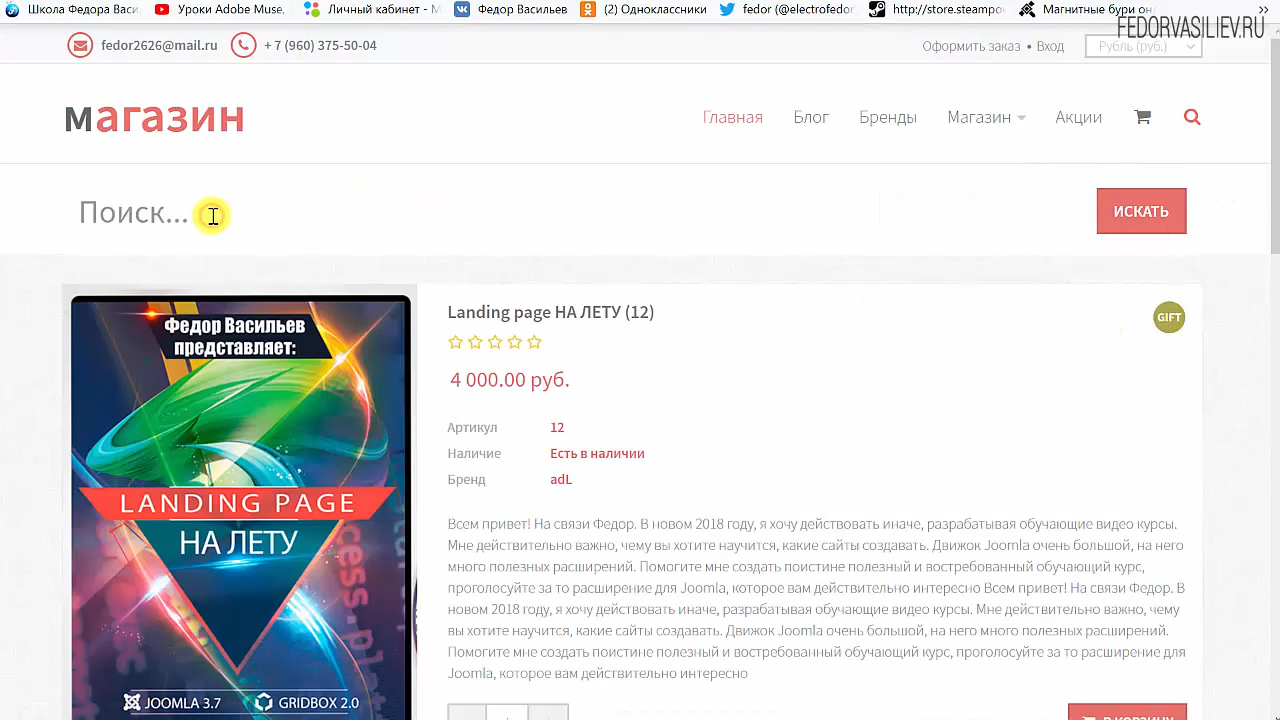 Школа Федора Васи
Уроки Adobe Muse,
Личный кабинет - М
Федор Васильев
(2) Одноклассники
fedor (@electrofedor
http://store.steampov
Магнитные бури он
»
FEDORVASILIEV.RU
fedor2626@mail.ru
+ 7 (960) 375-50-04
Оформить заказ • Вход
Рубль (руб.)
магазин
Главная
Блог
Бренды
Магазин
Акции
Поиск...
ИСКАТЬ
Федор Васильев
представляет:
LANDING PAGE
НА ЛЕТУ
JOOMLA 3.7
GRIDBOX 2.0
Landing page НА ЛЕТУ (12)
GIFT
4 000.00 руб.
Артикул 12
Наличие Есть в наличии
Бренд adL
Всем привет! На связи Федор. В новом 2018 году, я хочу действовать иначе, разрабатывая обучающие видео курсы.
Мне действительно важно, чему вы хотите научится, какие сайты создавать. Движок Joomla очень большой, на него
много полезных расширений. Помогите мне создать поистине полезный и востребованный обучающий курс,
проголосуйте за то расширение для Joomla, которое вам действительно интересно Всем привет! На связи Федор. В
новом 2018 году, я хочу действовать иначе, разрабатывая обучающие видео курсы. Мне действительно важно, чему
вы хотите научится, какие сайты создавать. Движок Joomla очень большой, на него много полезных расширений.
Помогите мне создать поистине полезный и востребованный обучающий курс, проголосуйте за то расширение для
Joomla, которое вам действительно интересно
В КОРЗИНУ